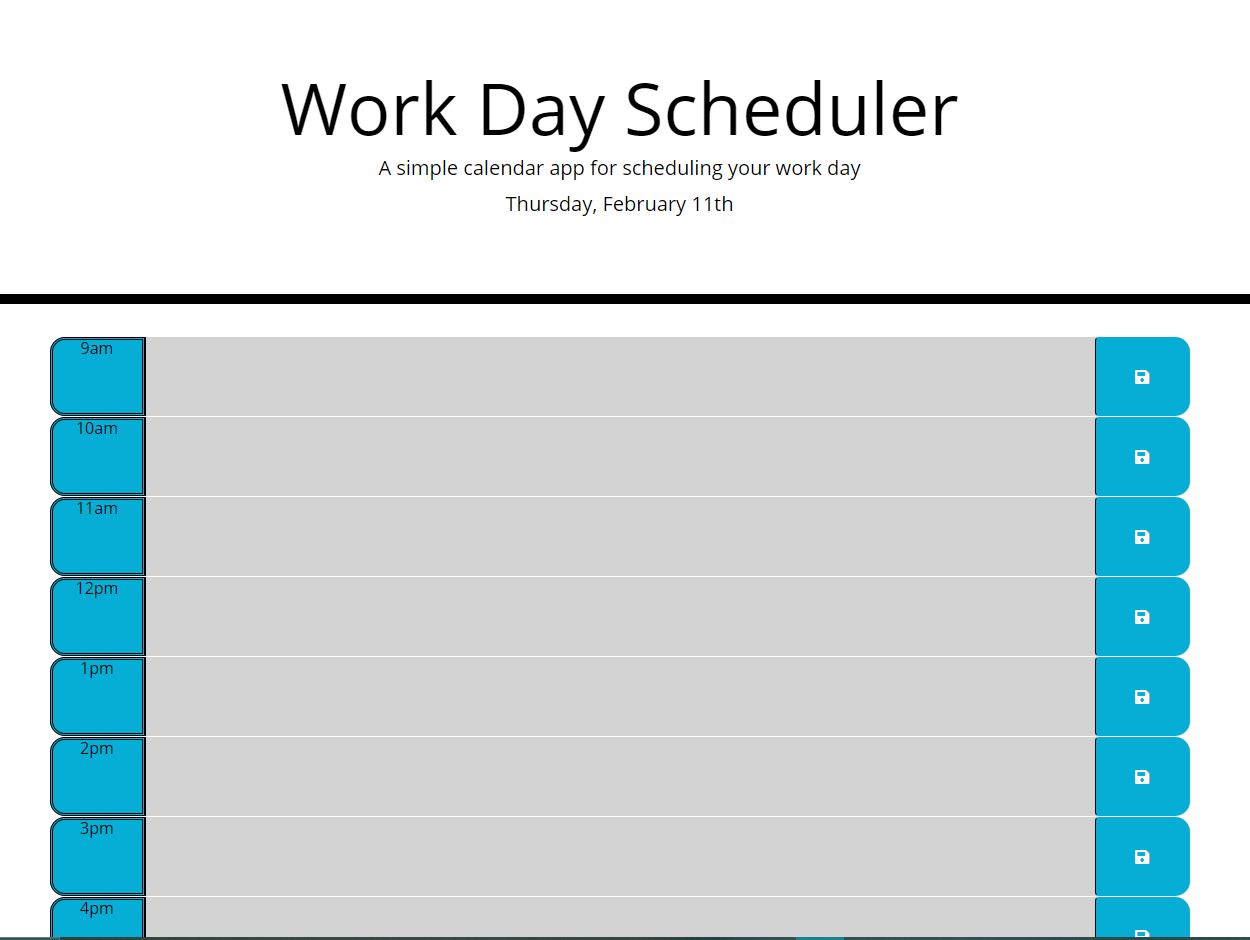 Work Day Scheduler
A simple calendar app for scheduling your work day
Thursday, February 11th
9am
10am
11am
12pm
1pm
2pm
3pm
4pm